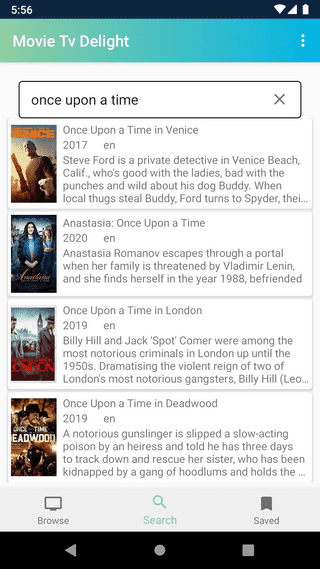 5:56
Movie Tv Delight
once upon a time
Once Upon a Time in Venice
2017 en
Steve Ford is a private detective in Venice Beach,
Calif., who's good with the ladies, bad with the
punches and wild about his dog Buddy. When
local thugs steal Buddy, Ford turns to Spyder, thei...
VENICE
Anastasia: Once Upon a Time
2020 en
Anastasia Romanov escapes through a portal
when her family is threatened by Vladimir Lenin,
and she finds herself in the year 1988, befriended
Anastasia
Once Upon a Time in London
2019 en
Billy Hill and Jack 'Spot' Comer were among the
most notorious criminals in London up until the
1950s. Dramatising the violent reign of two of
London's most notorious gangsters, Billy Hill (Leo...
LONDON
Once Upon a Time in Deadwood
2019 en
A notorious gunslinger is slipped a slow-acting
poison by an heiress and told he has three days
to track down and rescue her sister, who has been
kidnapped by a gang of hoodlums and holds the ...
DEADWOOD
Browse
Search
Saved